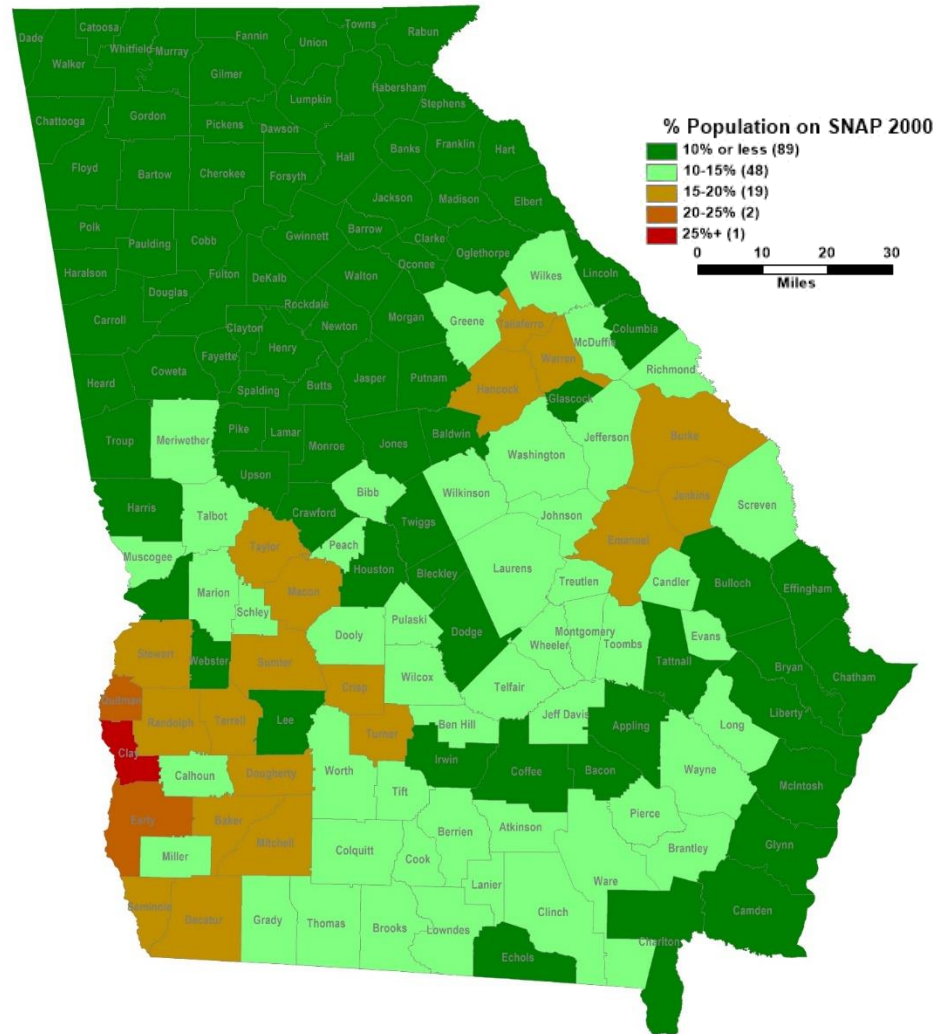 Towns
Rabun
Catoosa
Fannin
Union
Dade
Whitfield
Murray
Walker
Gilmer
Habersham
Lumpkin
Stephens
Chattooga
Gordon
Pickens
Dawson
Banks
Franklin
Hart
Hall
Floyd
Bartow
Cherokee
Forsyth
% Population on SNAP 2000
10% or less (89)
10-15% (48)
15-20% (19)
20-25% (2)
25%+ (1)
0 10 20 30
Miles
Jackson
Madison
Elbert
Polk
Paulding
Cobb
Gwinnett
Barrow
Clarke
Oglethorpe
Oconee
Haralson
Fulton
DeKalb
Walton
Wilkes
Lincoln
Douglas
Rockdale
Carroll
Clayton
Newton
Morgan
Greene
Taliaferro
McDuffie
Columbia
Henry
Fayette
Warren
Richmond
Heard
Coweta
Spalding
Butts
Jasper
Putnam
Hancock
Glascock
Troup
Meriwether
Pike
Lamar
Monroe
Jones
Baldwin
Jefferson
Burke
Washington
Upson
Bibb
Wilkinson
Jenkins
Screven
Harris
Talbot
Crawford
Twiggs
Johnson
Taylor
Peach
Emanuel
Muscogee
Houston
Bleckley
Laurens
Treutlen
Candler
Bulloch
Effingham
Marion
Macon
Schley
Pulaski
Dooly
Dodge
Montgomery
Wheeler
Toombs
Evans
Stewart
Webster
Sumter
Tattnall
Bryan
Chatham
Wilcox
Telfair
Quitman
Crisp
Liberty
Randolph
Terrell
Lee
Turner
Ben Hill
Jeff Davis
Appling
Long
Clay
Irwin
Coffee
Bacon
Wayne
Calhoun
Dougherty
Worth
McIntosh
Tift
Pierce
Early
Baker
Berrien
Atkinson
Mitchell
Glynn
Miller
Colquitt
Cook
Brantley
Ware
Lanier
Clinch
Camden
Seminole
Decatur
Grady
Thomas
Brooks
Lowndes
Charlton
Echols